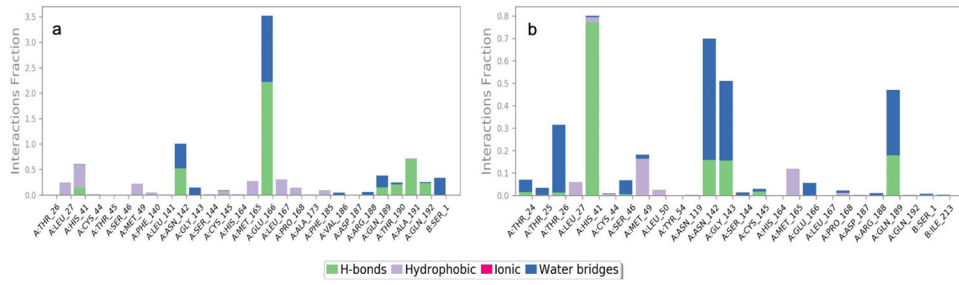 a
b
Interactions Fraction
3.5
3.0
2.5
2.0
1.5
1.0
0.5
0.0
A:THR_26
A:LEU_27
A:HIS_41
A:CYS_44
A:THR_45
A:SER_46
A:MET_49
A:PHE_140
A:LEU_141
A:ASN_142
A:GLY_143
A:SER_144
A:CYS_145
A:HIS_164
A:MET_165
A:GLU_166
A:LEU_167
A:PRO_168
A:ALA_173
A:PHE_185
A:VAL_186
A:ASP_187
A:ARG_188
A:GLN_189
A:THR_190
A:ALA_191
A:GLN_192
B:SER_1
Interactions Fraction
0.8
0.7
0.6
0.5
0.4
0.3
0.2
0.1
0.0
A:THR_24
A:THR_25
A:THR_26
A:LEU_27
A:HIS_41
A:CYS_44
A:SER_46
A:MET_49
A:LEU_50
A:TYR_54
A:ASN_119
A:ASN_142
A:GLY_143
A:SER_144
A:CYS_145
A:HIS_164
A:MET_165
A:GLU_166
A:LEU_167
A:PRO_168
A:ASP_187
A:ARG_188
A:GLN_189
A:GLN_192
B:SER_1
B:ILE_213
H-bonds Hydrophobic Ionic Water bridges